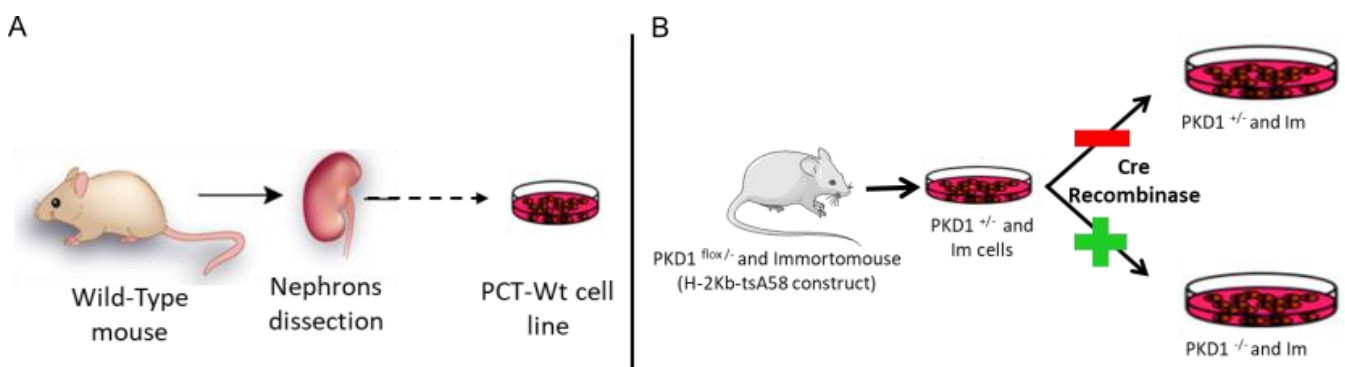 A
Wild-Type
mouse
Nephrons
dissection
PCT-Wt cell
line
B
PKD1 flox/- and Immortomouse
(H-2Kb-tsA58 construct)
PKD1 +/- and
Im cells
Cre
Recombinase
PKD1 +/- and Im
PKD1 -/- and Im